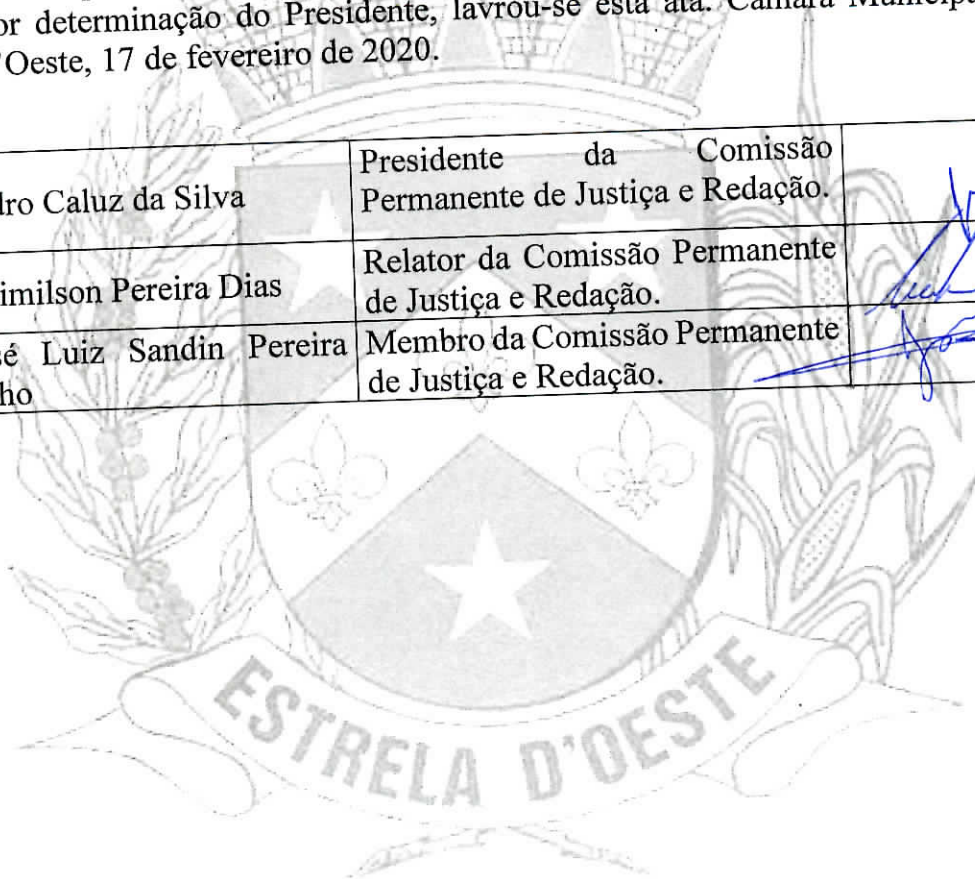 or determinação do Presidente, lavrou-se esta ata. Câmara Municipa
'Oeste, 17 de fevereiro de 2020.
dro Caluz da Silva
Presidente da Comissão
Permanente de Justiça e Redação.
imilson Pereira Dias
Relator da Comissão Permanente
de Justiça e Redação.
sé Luiz Sandin Pereira
ho
Membro da Comissão Permanente
de Justiça e Redação.
ESTRELA D'OESTE